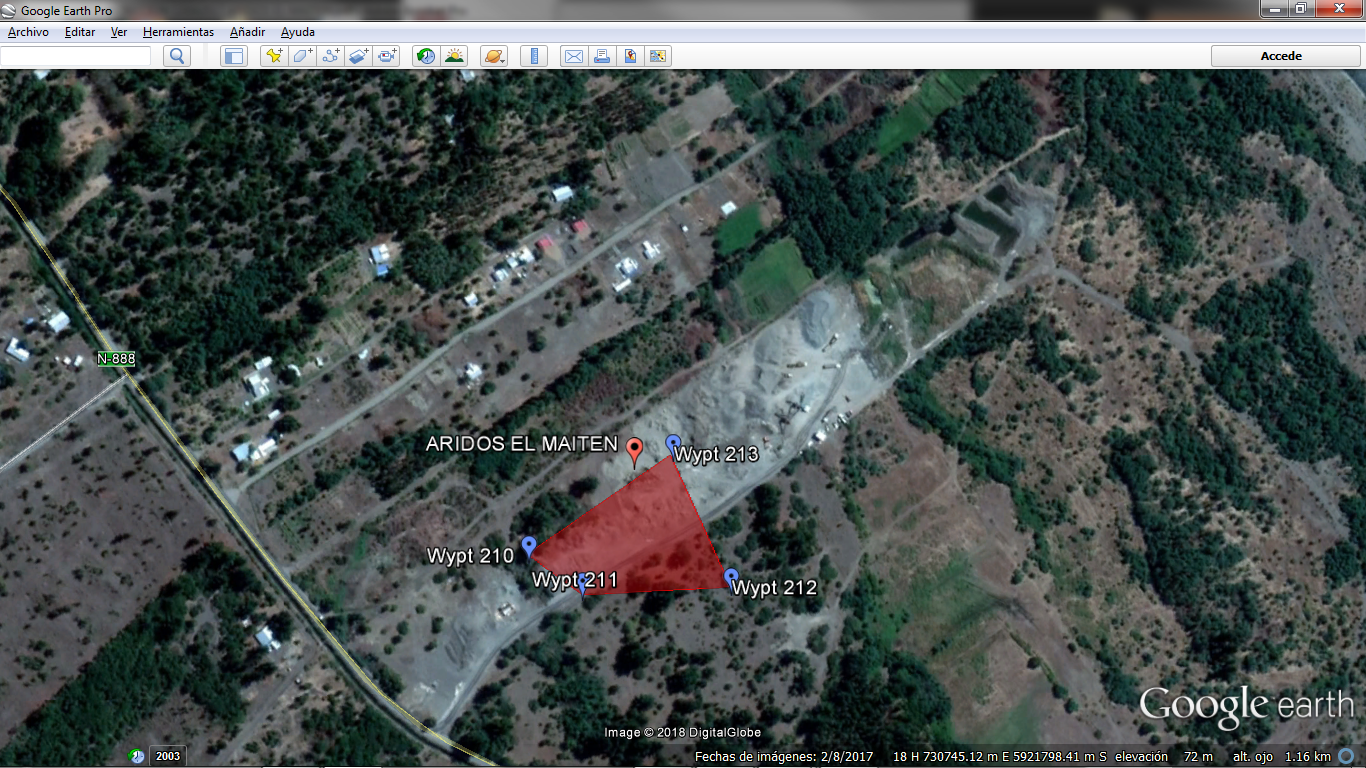 Google Earth Pro
Archivo Editar Ver Herramientas Añadir Ayuda
Accede
N-888
ARIDOS EL MAITEN
Wypt 213
Wypt 210
Wypt 211
Wypt 212
Google earth
Image © 2018 DigitalGlobe
2003
Fechas de imágenes: 2/8/2017 18 H 730745.12 m E 5921798.41 m S elevación 72 m alt. ojo 1.16 km